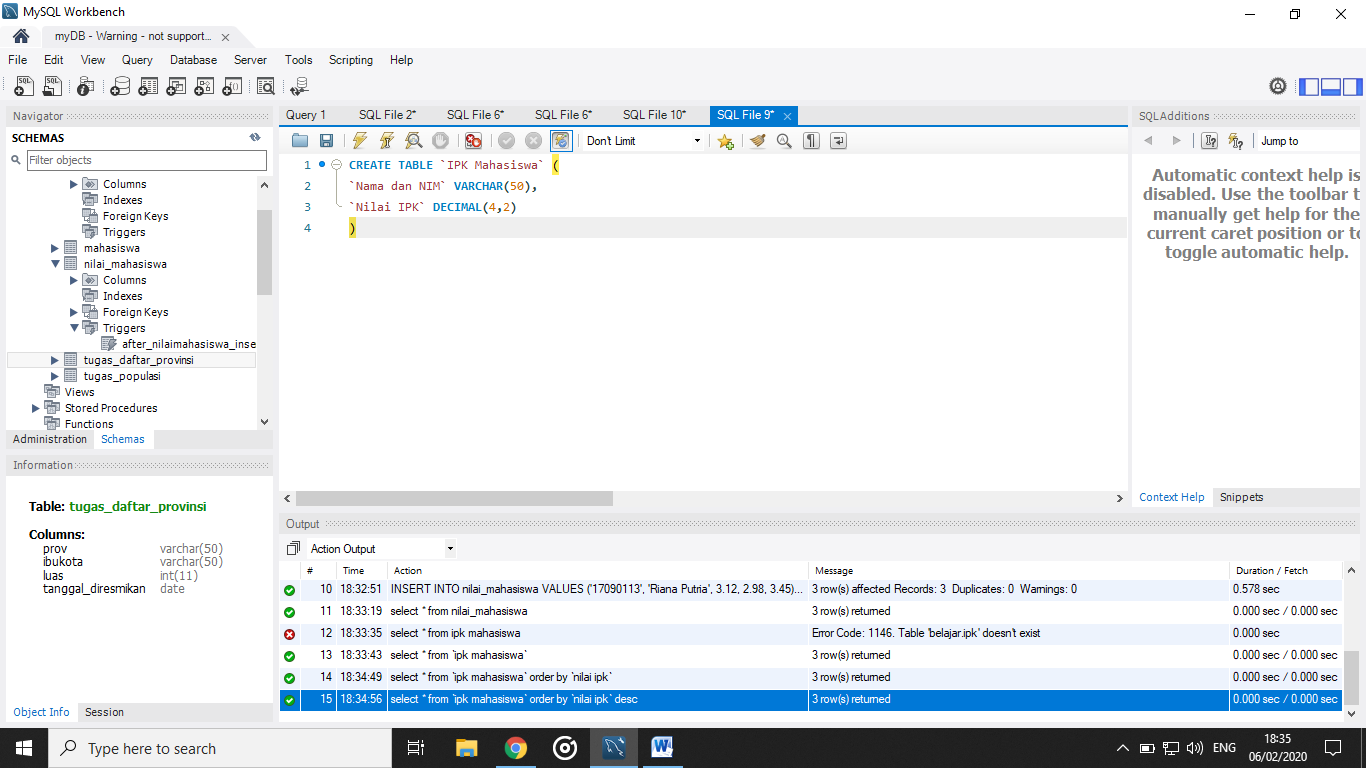 MySQL Workbench
myDB - Warning - not support...
File Edit View Query Database Server Tools Scripting Help
Navigator
SCHEMAS
Filter objects
Columns
Indexes
Foreign Keys
Triggers
mahasiswa
nilai_mahasiswa
Columns
Indexes
Foreign Keys
Triggers
after_nilaimahasiswa_inse
tugas_daftar_provinsi
tugas_populasi
Views
Stored Procedures
Functions
Administration Schemas
Information
Table: tugas_daftar_provinsi
Columns:
prov varchar(50)
ibukota varchar(50)
luas int(11)
tanggal_diresmikan date
Object Info Session
Query 1 SQL File 2* SQL File 6* SQL File 6* SQL File 10* SQL File 9*
Don't Limit
1 CREATE TABLE `IPK Mahasiswa` (
2 `Nama dan NIM` VARCHAR(50),
3 `Nilai IPK` DECIMAL(4,2)
4 )
SQLAdditions
Jump to
Automatic context help is
disabled. Use the toolbar t
manually get help for the
current caret position or to
toggle automatic help.
Context Help Snippets
Output
Action Output
# Time Action Message Duration / Fetch
10 18:32:51 INSERT INTO nilai_mahasiswa VALUES ('17090113', 'Riana Putria', 3.12, 2.98, 3.45)... 3 row(s) affected Records: 3 Duplicates: 0 Warnings: 0 0.578 sec
11 18:33:19 select * from nilai_mahasiswa 3 row(s) returned 0.000 sec / 0.000 sec
12 18:33:35 select * from ipk mahasiswa Error Code: 1146. Table 'belajar.ipk' doesn't exist 0.000 sec
13 18:33:43 select * from `ipk mahasiswa` 3 row(s) returned 0.000 sec / 0.000 sec
14 18:34:49 select * from `ipk mahasiswa` order by `nilai ipk` 3 row(s) returned 0.000 sec / 0.000 sec
15 18:34:56 select * from `ipk mahasiswa` order by `nilai ipk` desc 3 row(s) returned 0.000 sec / 0.000 sec
Type here to search
ENG
18:35
06/02/2020